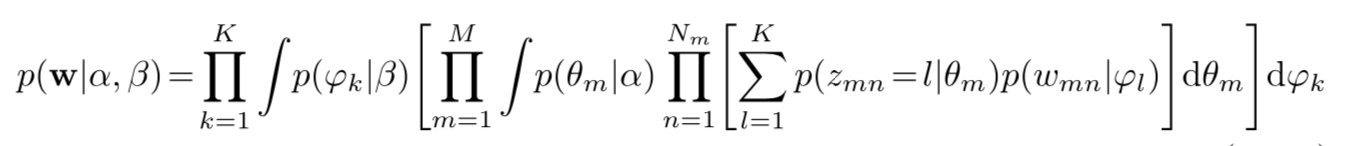 p(𝐰|α, β) = ∏_{k=1}^{K} ∫ p(φ_k|β) [ ∏_{m=1}^{M} ∫ p(θ_m|α) ∏_{n=1}^{N_m} [ ∑_{l=1}^{K} p(z_{mn} = l|θ_m) p(w_{mn}|φ_l) ] dθ_m ] dφ_k